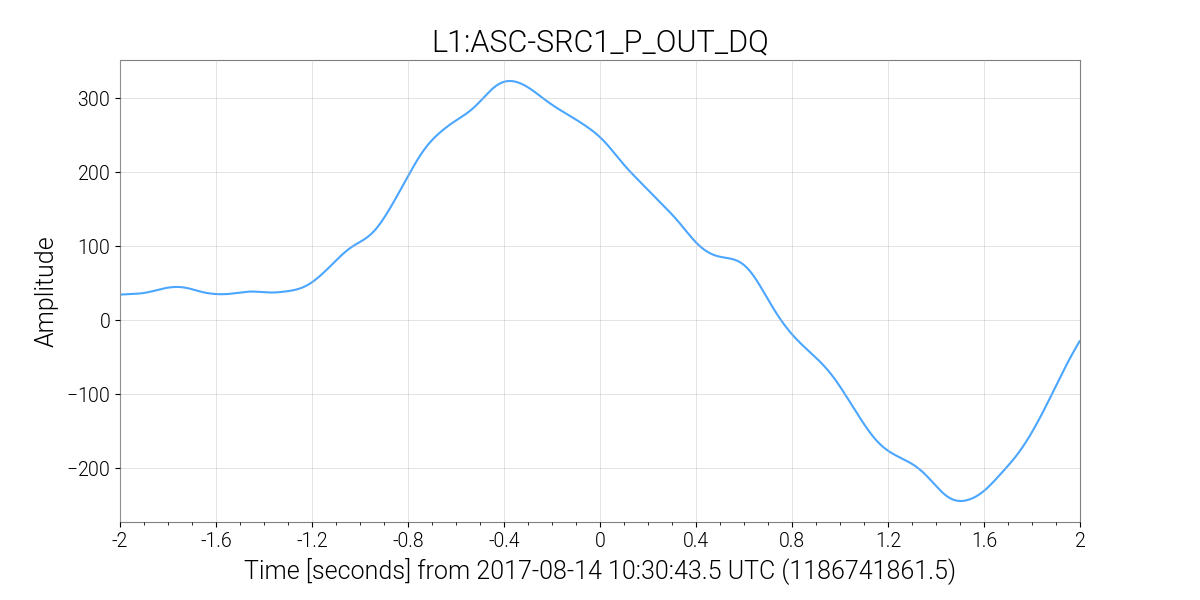 L1:ASC-SRC1_P_OUT_DQ
Amplitude
300
200
100
0
−100
−200
-2 -1.6 -1.2 -0.8 -0.4 0 0.4 0.8 1.2 1.6 2
Time [seconds] from 2017-08-14 10:30:43.5 UTC (1186741861.5)